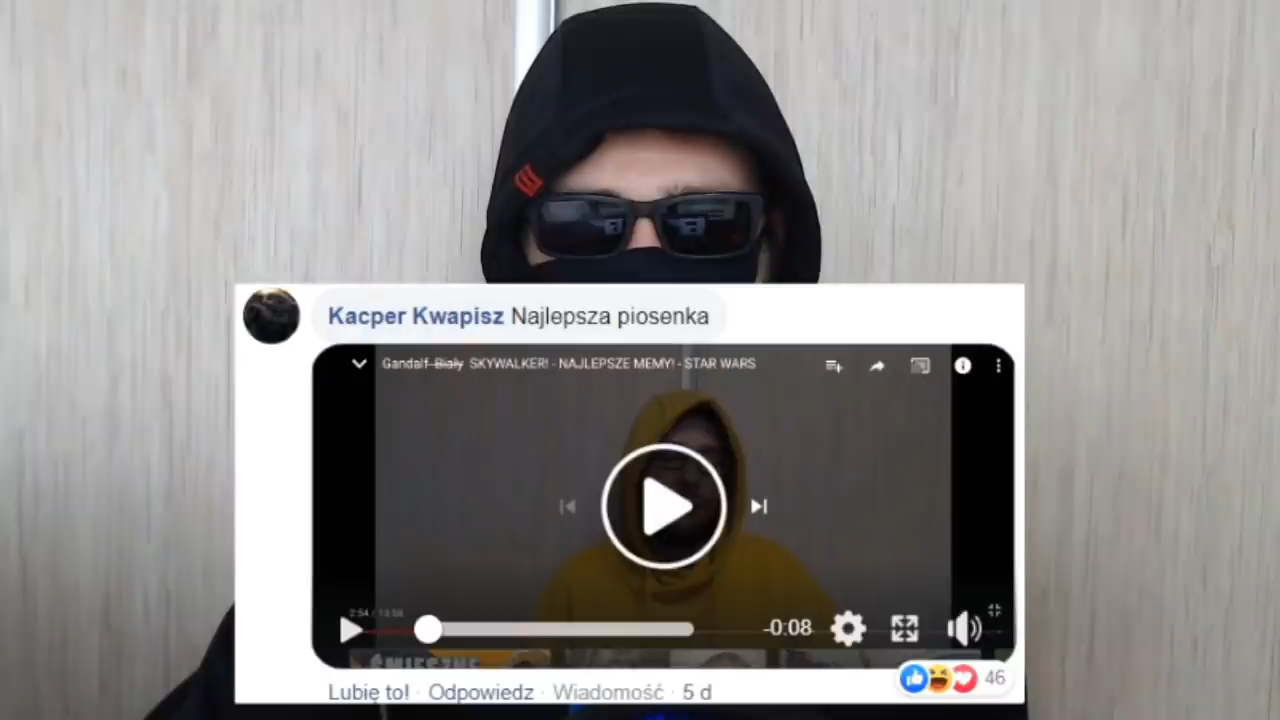 Kacper Kwapisz Najlepsza piosenka
Gandalf Biały SKYWALKER! - NAJLEPSZE MEMY! - STAR WARS
-0:08
Lubię to! · Odpowiedz · Wiadomość · 5 d
46